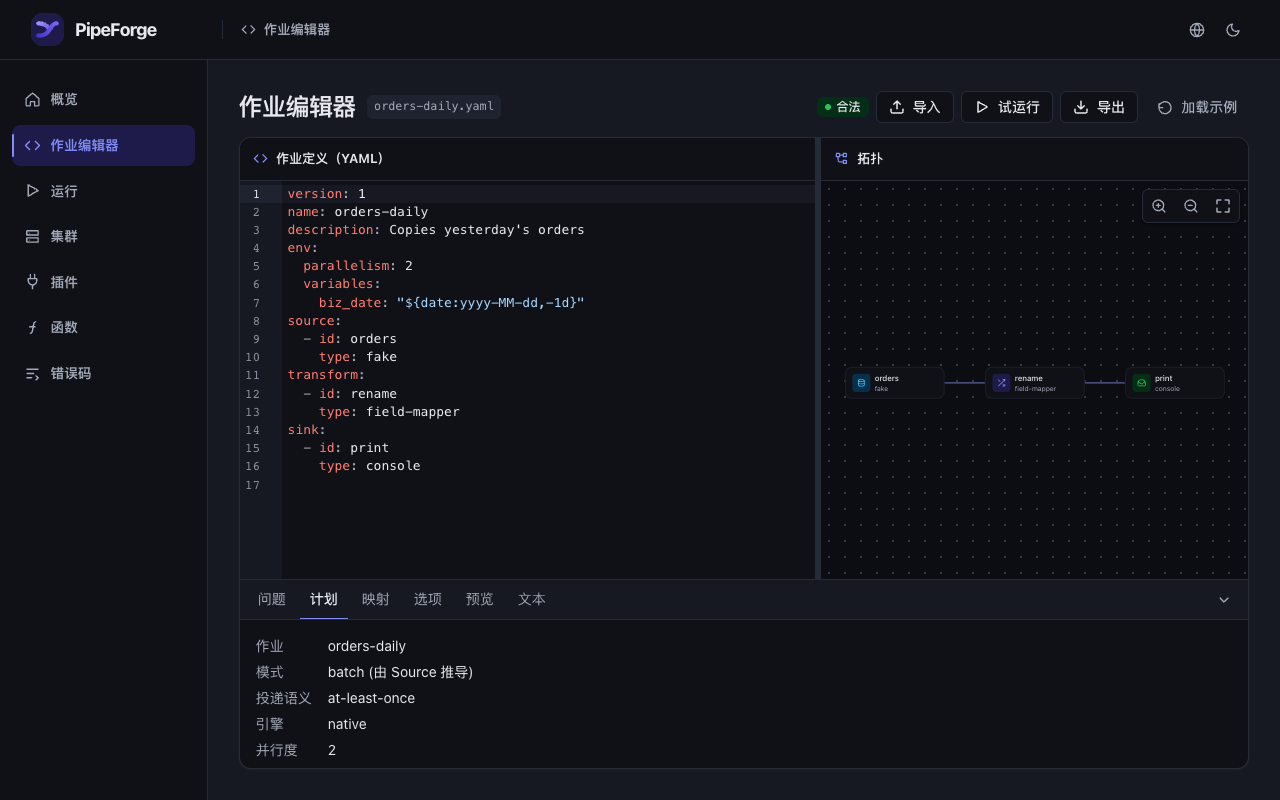 PipeForge
作业编辑器
概览
作业编辑器
运行
集群
插件
函数
错误码
作业编辑器
orders-daily.yaml
合法
导入
试运行
导出
加载示例
作业定义（YAML）
1 version: 1
2 name: orders-daily
3 description: Copies yesterday's orders
4 env:
5 parallelism: 2
6 variables:
7 biz_date: "${date:yyyy-MM-dd,-1d}"
8 source:
9 - id: orders
10 type: fake
11 transform:
12 - id: rename
13 type: field-mapper
14 sink:
15 - id: print
16 type: console
17
拓扑
orders
fake
rename
field-mapper
print
console
问题 计划 映射 选项 预览 文本
作业 orders-daily
模式 batch (由 Source 推导)
投递语义 at-least-once
引擎 native
并行度 2